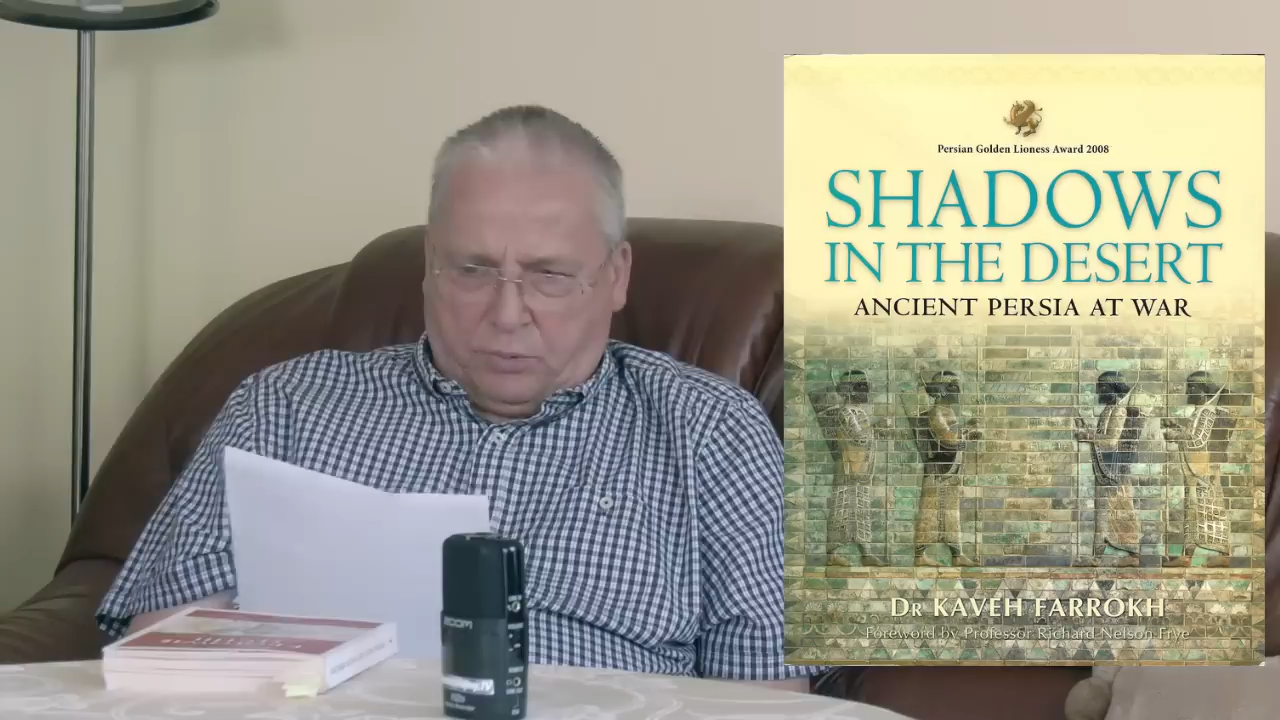 Persian Golden Lioness Award 2008
SHADOWS
IN THE DESERT
ANCIENT PERSIA AT WAR
DR KAVEH FARROKH
Foreword by Professor Richard Nelson Frye
zoom